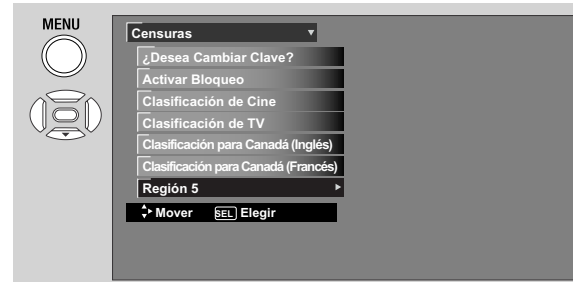 MENU
Censuras
¿Desea Cambiar Clave?
Activar Bloqueo
Clasificación de Cine
Clasificación de TV
Clasificación para Canadá (Inglés)
Clasificación para Canadá (Francés)
Región 5
Mover SEL Elegir